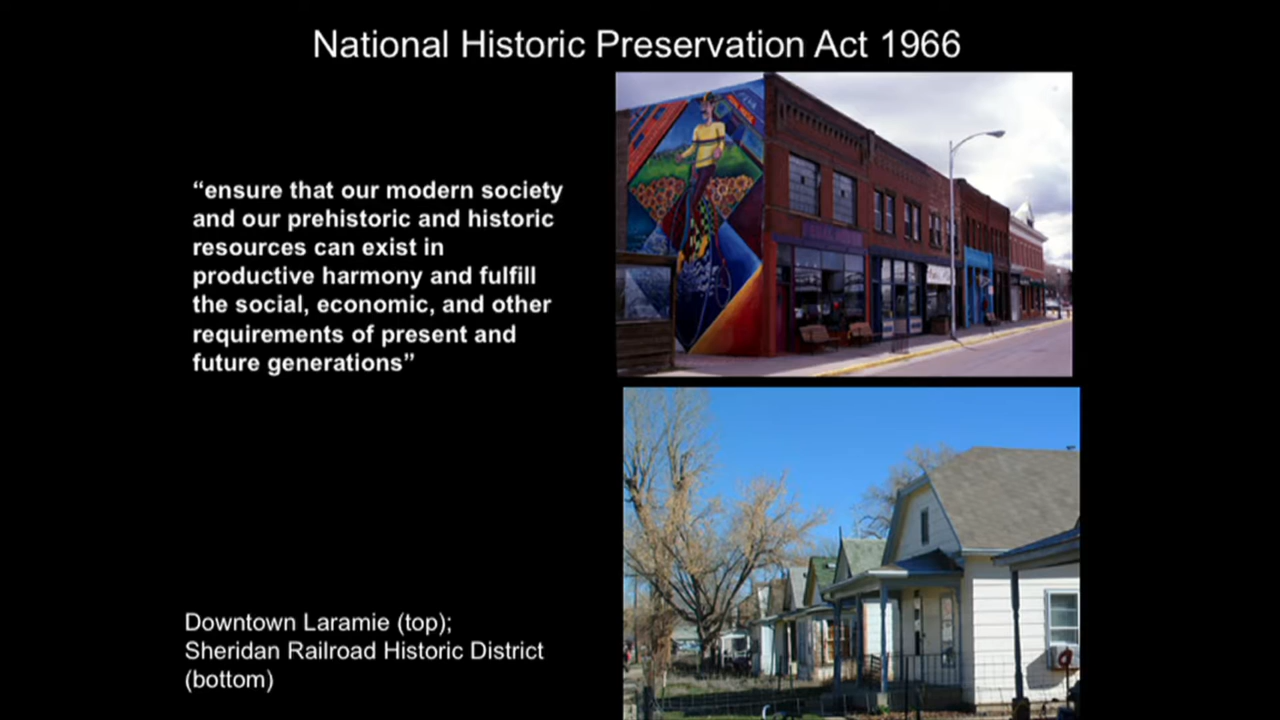 National Historic Preservation Act 1966
“ensure that our modern society
and our prehistoric and historic
resources can exist in
productive harmony and fulfill
the social, economic, and other
requirements of present and
future generations”
Downtown Laramie (top);
Sheridan Railroad Historic District
(bottom)